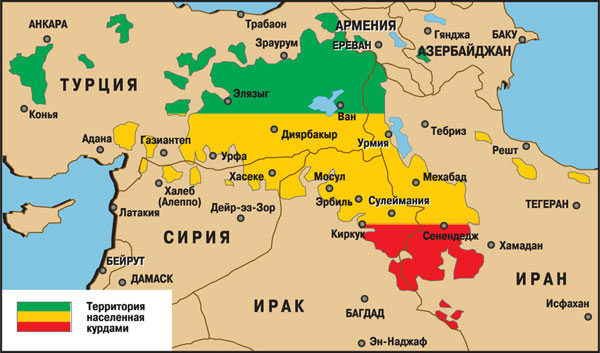 АНКАРА
Трабаон
АРМЕНИЯ
Гянджа
БАКУ
ЕРЕВАН
АЗЕРБАЙДЖАН
Зраурум
ТУРЦИЯ
Элязыг
Ван
Конья
Диярбакыр
Тебриз
Адана
Газиантеп
Урмия
Решт
Урфа
Хасеке
Мосул
Мехабад
Халеб
(Алеппо)
Эрбиль
Сулеймания
ТЕГЕРАН
Латакия
Дейр-эз-Зор
Киркук
Сенендедж
СИРИЯ
Хамадан
БЕЙРУТ
ДАМАСК
ИРАН
ИРАК
Исфахан
БАГДАД
Эн-Наджаф
Территория
населенная
курдами